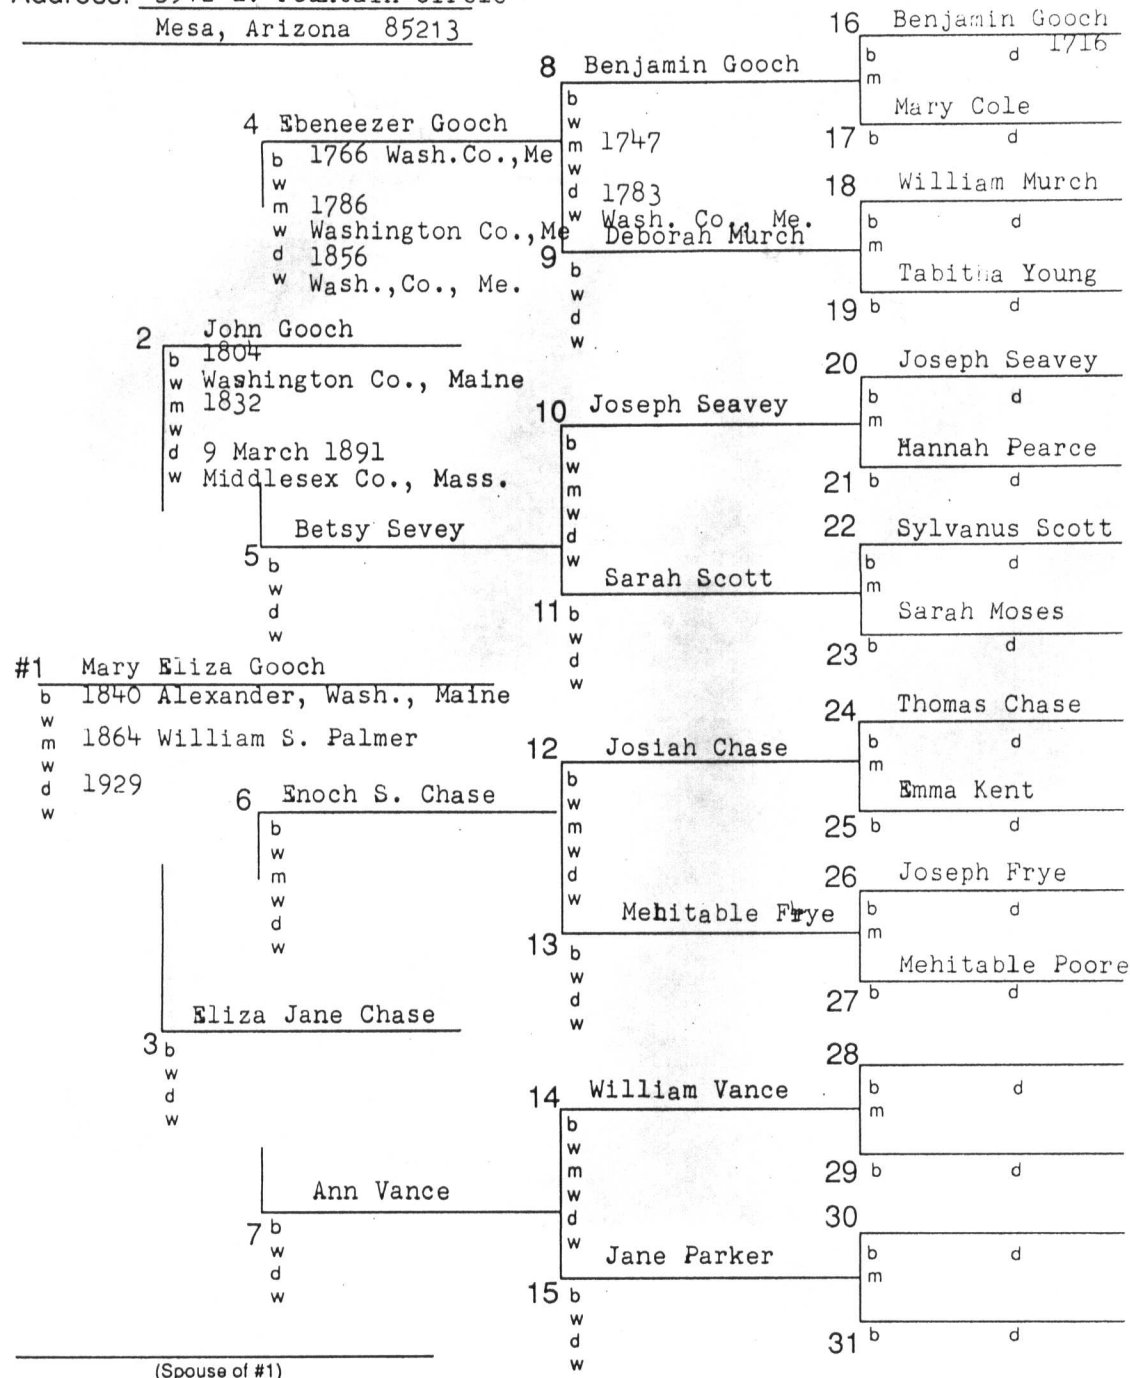 Address:
Mesa, Arizona 85213
16 Benjamin Gooch
b d 1716
m
8 Benjamin Gooch
b
w
m 1747
w
d 1783
w Wash. Co., Me.
Mary Cole
17 b d
4 Ebeneezer Gooch
b 1766 Wash.Co.,Me
w
m 1786
w Washington Co.,Me
d 1856
w Wash.,Co., Me.
18 William Murch
b d
m
Deborah Murch
9 b
w
d
w
Tabitha Young
19 b d
2 John Gooch
b 1804
w Washington Co., Maine
m 1832
w
d 9 March 1891
w Middlesex Co., Mass.
20 Joseph Seavey
b d
m
10 Joseph Seavey
b
w
m
w
d
w
Hannah Pearce
21 b d
Betsy Sevey
5 b
w
d
w
22 Sylvanus Scott
b d
m
Sarah Scott
11 b
w
d
w
Sarah Moses
23 b d
#1 Mary Eliza Gooch
b 1840 Alexander, Wash., Maine
w
m 1864 William S. Palmer
w
d 1929
w
24 Thomas Chase
b d
m
12 Josiah Chase
b
w
m
w
d
w
Emma Kent
25 b d
6 Enoch S. Chase
b
w
m
w
d
w
26 Joseph Frye
b d
m
Mehitable Frye
13 b
w
d
w
Mehitable Poore
27 b d
Eliza Jane Chase
3 b
w
d
w
28
b d
m
14 William Vance
b
w
m
w
d
w
29 b d
Ann Vance
7 b
w
d
w
30
b d
m
Jane Parker
15 b
w
d
w
31 b d
(Spouse of #1)